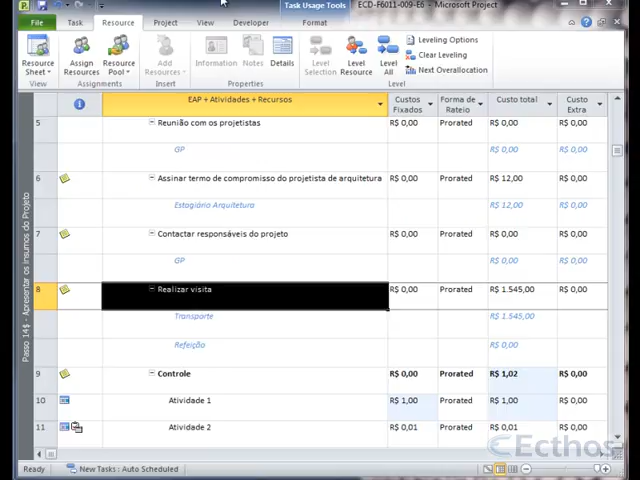 Task Usage Tools
ECD-F6011-009-E6 - Microsoft Project
File
Task
Resource
Project
View
Developer
Format
Resource Sheet
Assign Resources
Resource Pool
Add Resources
Information
Notes
Details
Level Selection
Level Resource
Level All
Leveling Options
Clear Leveling
Next Overallocation
View
Assignments
Insert
Properties
Level
EAP + Atividades + Recursos
Custos Fixados
Forma de Rateio
Custo total
Custo Extra
5 Reunião com os projetistas R$ 0,00 Prorated R$ 0,00 R$ 0,00
GP R$ 0,00
6 Assinar termo de compromisso do projetista de arquitetura R$ 0,00 Prorated R$ 12,00 R$ 0,00
Estagiário Arquitetura R$ 12,00
7 Contactar responsáveis do projeto R$ 0,00 Prorated R$ 0,00 R$ 0,00
GP R$ 0,00
8 Realizar visita R$ 0,00 Prorated R$ 1.545,00 R$ 0,00
Transporte R$ 1.545,00
Refeição R$ 0,00
9 Controle R$ 0,00 Prorated R$ 1,02 R$ 0,00
10 Atividade 1 R$ 1,00 Prorated R$ 1,00 R$ 0,00
11 Atividade 2 R$ 0,01 Prorated R$ 0,01 R$ 0,00
Passo 14$ - Apresentar os insumos do Projeto
Ecthos
Ready
New Tasks : Auto Scheduled